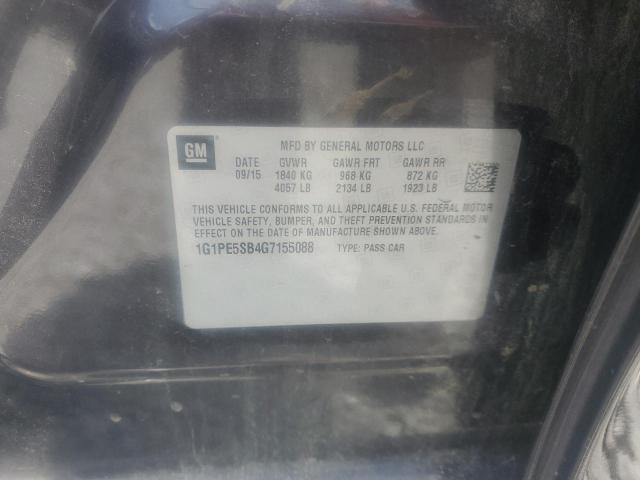 GM
MFD BY GENERAL MOTORS LLC
DATE GVWR GAWR FRT GAWR RR
09/15 1840 KG 968 KG 872 KG
4057 LB 2134 LB 1923 LB
THIS VEHICLE CONFORMS TO ALL APPLICABLE U.S. FEDERAL MOTOR
VEHICLE SAFETY, BUMPER, AND THEFT PREVENTION STANDARDS IN
EFFECT ON THE DATE OF MANUFACTURE SHOWN ABOVE.
1G1PE5SB4G7155088 TYPE: PASS CAR